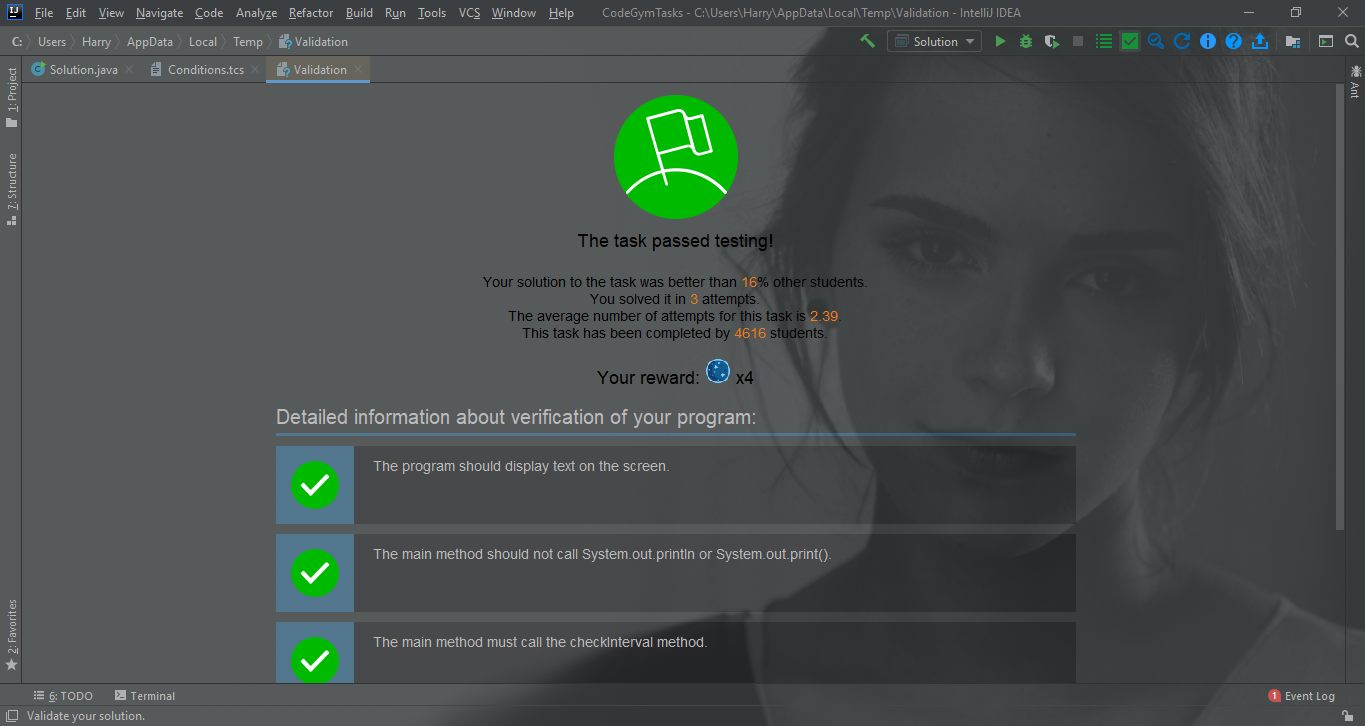 File Edit View Navigate Code Analyze Refactor Build Run Tools VCS Window Help CodeGymTasks - C:\Users\Harry\AppData\Local\Temp\Validation - IntelliJ IDEA
C: Users Harry AppData Local Temp Validation Solution
Solution.java Conditions.tcs Validation
1: Project
7: Structure
2: Favorites
Ant
The task passed testing!
Your solution to the task was better than 16% other students.
You solved it in 3 attempts.
The average number of attempts for this task is 2.39.
This task has been completed by 4616 students.
Your reward: x4
Detailed information about verification of your program:
The program should display text on the screen.
The main method should not call System.out.println or System.out.print().
The main method must call the checkInterval method.
6: TODO Terminal 1 Event Log
Validate your solution.